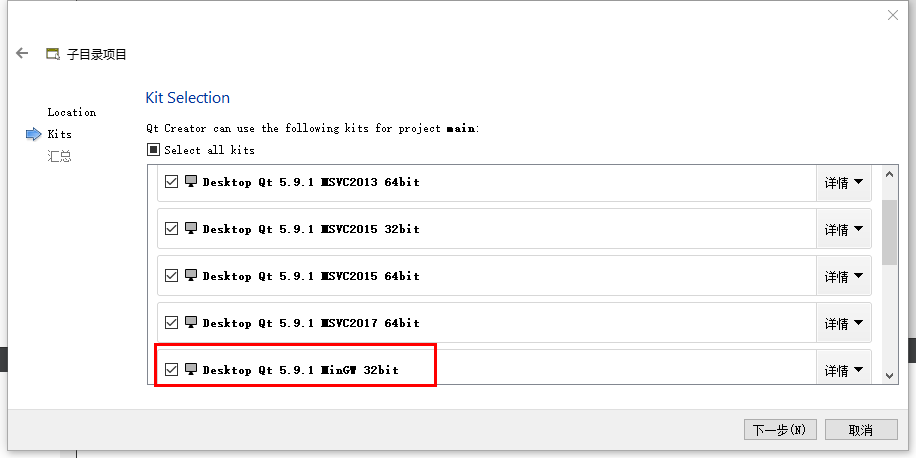 子目录项目
Location
Kits
汇总
Kit Selection
Qt Creator can use the following kits for project main:
Select all kits
Desktop Qt 5.9.1 MSVC2013 64bit
详情
Desktop Qt 5.9.1 MSVC2015 32bit
详情
Desktop Qt 5.9.1 MSVC2015 64bit
详情
Desktop Qt 5.9.1 MSVC2017 64bit
详情
Desktop Qt 5.9.1 MinGW 32bit
详情
下一步(N)
取消